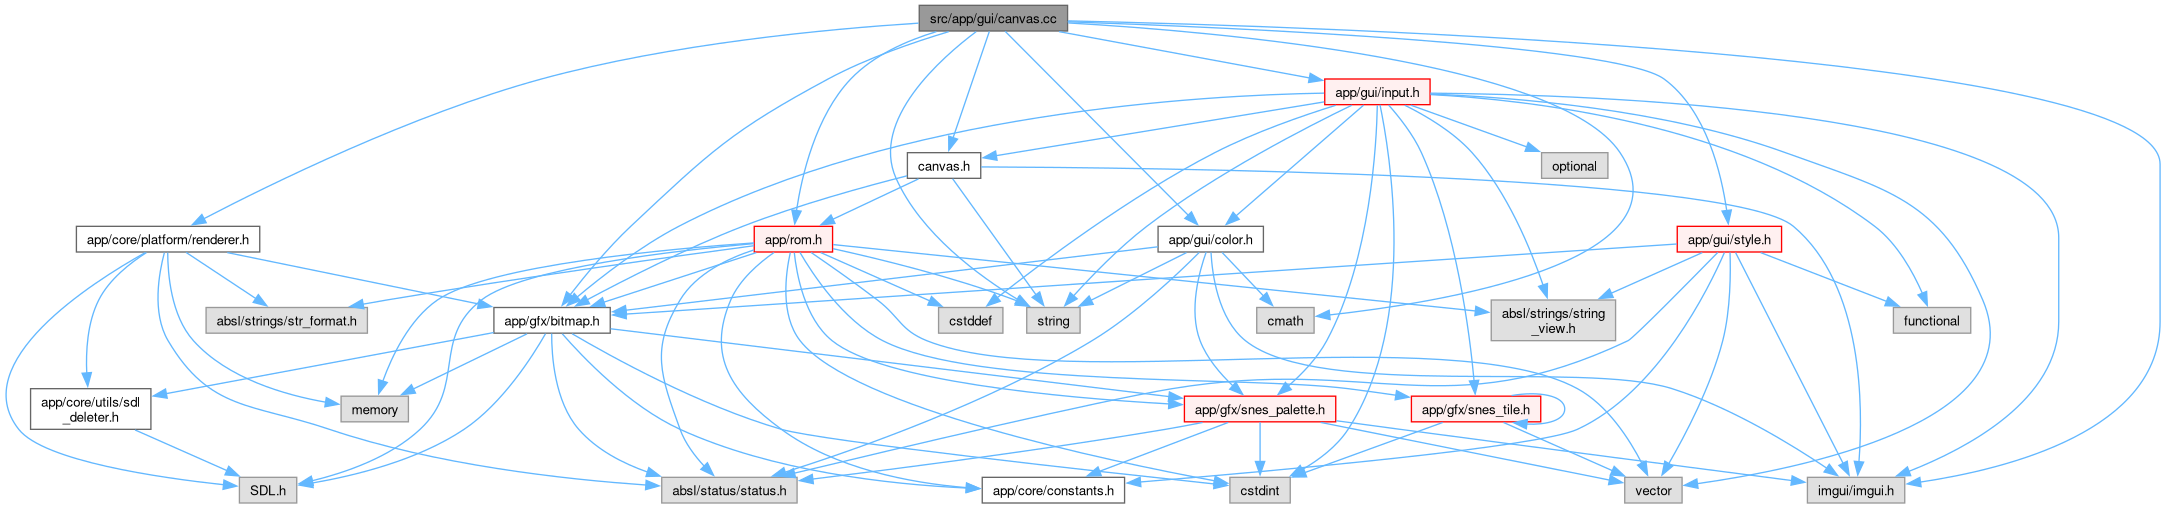 src/app/gui/canvas.cc
app/gui/input.h
canvas.h
optional
app/core/platform/renderer.h
app/rom.h
app/gui/color.h
app/gui/style.h
absl/strings/str_format.h
app/gfx/bitmap.h
cstddef
string
cmath
absl/strings/string
_view.h
functional
app/core/utils/sdl
_deleter.h
memory
app/gfx/snes_palette.h
app/gfx/snes_tile.h
SDL.h
absl/status/status.h
app/core/constants.h
cstdint
vector
imgui/imgui.h